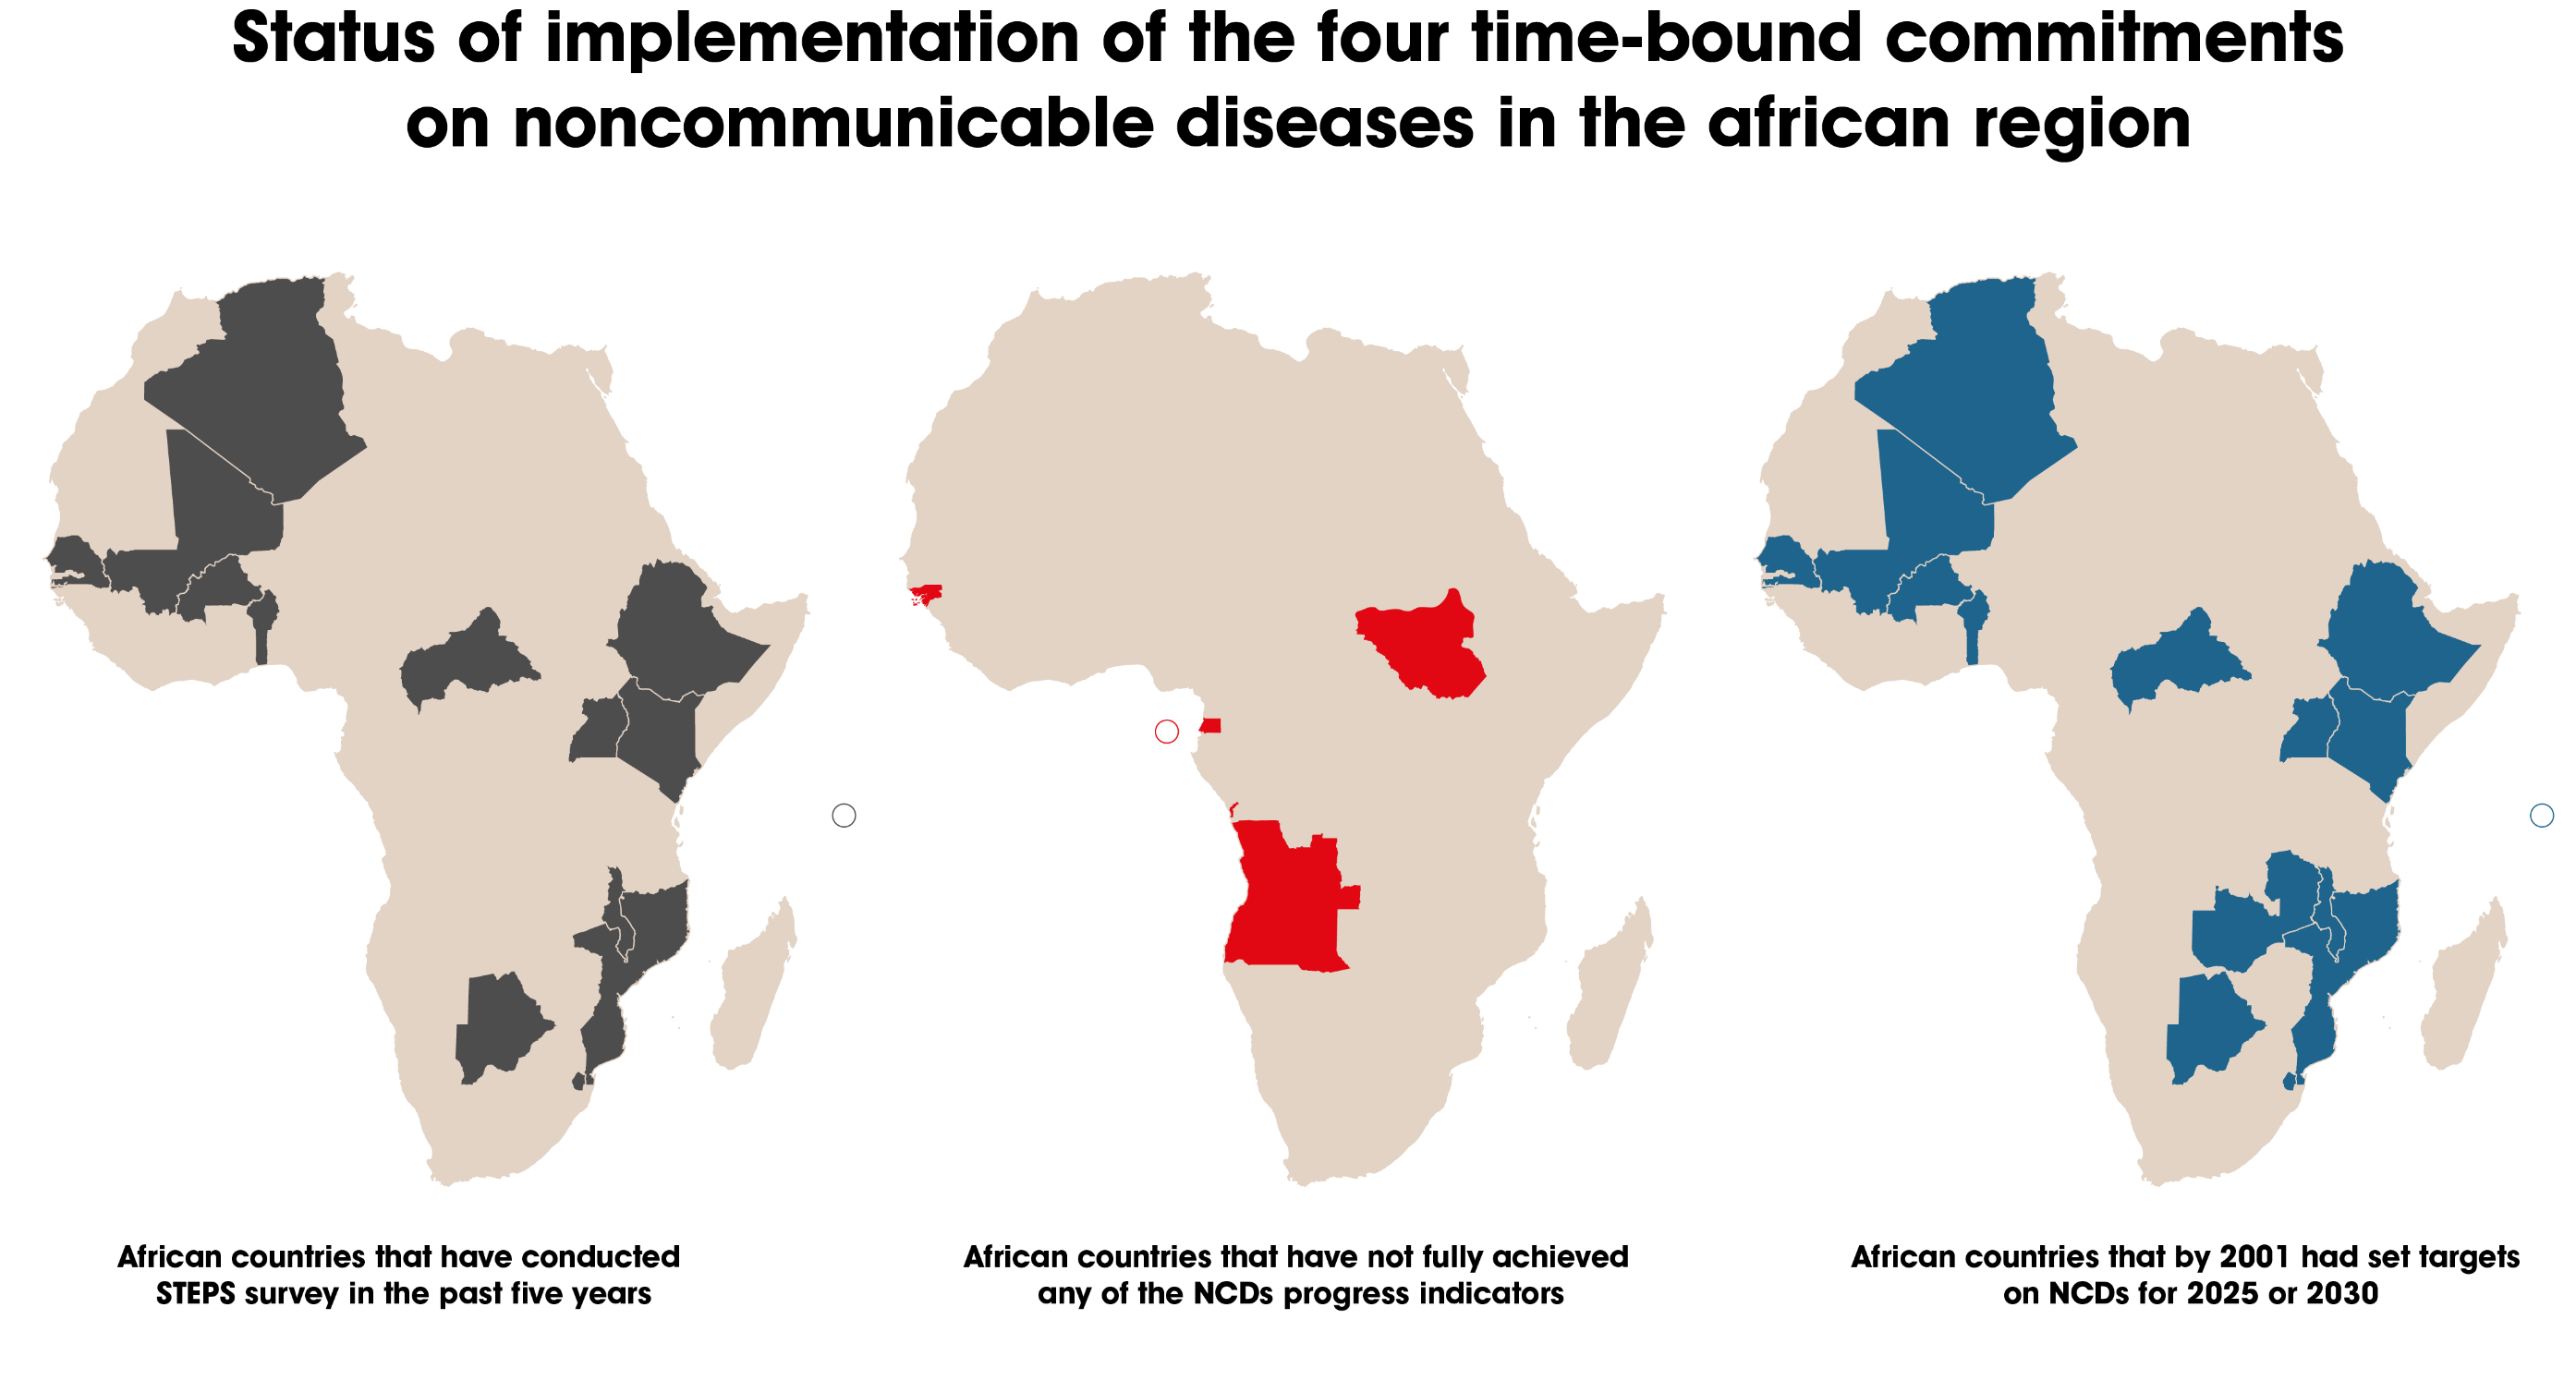 Status of implementation of the four time-bound commitments
on noncommunicable diseases in the african region
African countries that have conducted
STEPS survey in the past five years
African countries that have not fully achieved
any of the NCDs progress indicators
African countries that by 2001 had set targets
on NCDs for 2025 or 2030